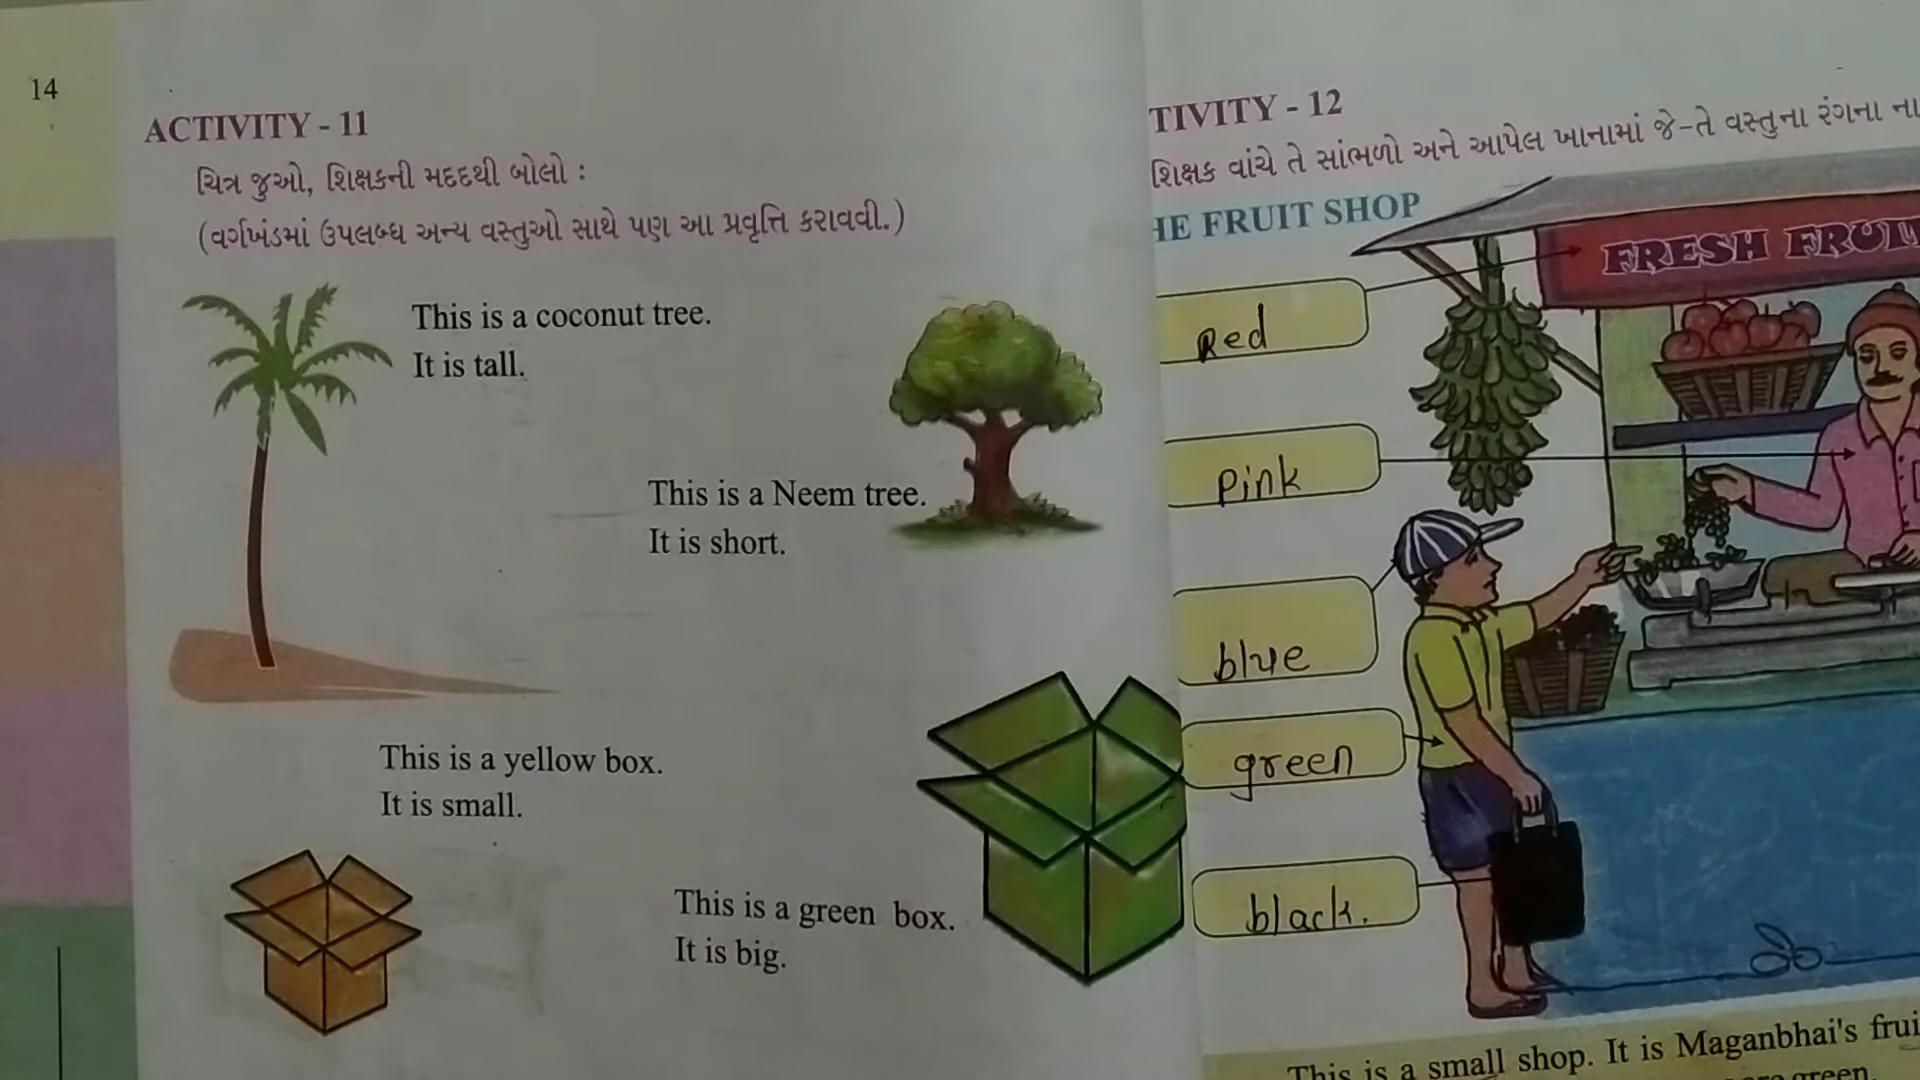 14
ACTIVITY - 11
ચિત્ર જુઓ, શિક્ષકની મદદથી બોલો :
(વર્ગખંડમાં ઉપલબ્ધ અન્ય વસ્તુઓ સાથે પણ આ પ્રવૃત્તિ કરાવવી.)
This is a coconut tree.
It is tall.
This is a Neem tree.
It is short.
This is a yellow box.
It is small.
This is a green box.
It is big.
TIVITY - 12
શિક્ષક વાંચે તે સાંભળો અને આપેલ ખાનામાં જે-તે વસ્તુના રંગના
HE FRUIT SHOP
FRESH FRUIT
Red
Pink
blue
green
black.
This is a small shop. It is Maganbhai's
green.